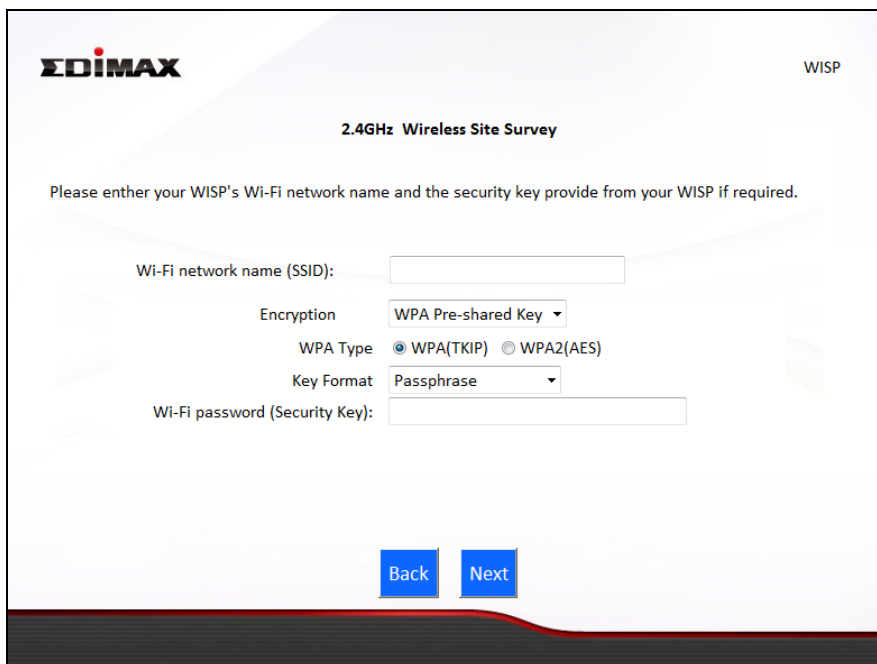 EDIMAX
WISP
2.4GHz Wireless Site Survey
Please enther your WISP's Wi-Fi network name and the security key provide from your WISP if required.
Wi-Fi network name (SSID):
Encryption WPA Pre-shared Key
WPA Type WPA(TKIP) WPA2(AES)
Key Format Passphrase
Wi-Fi password (Security Key):
Back Next